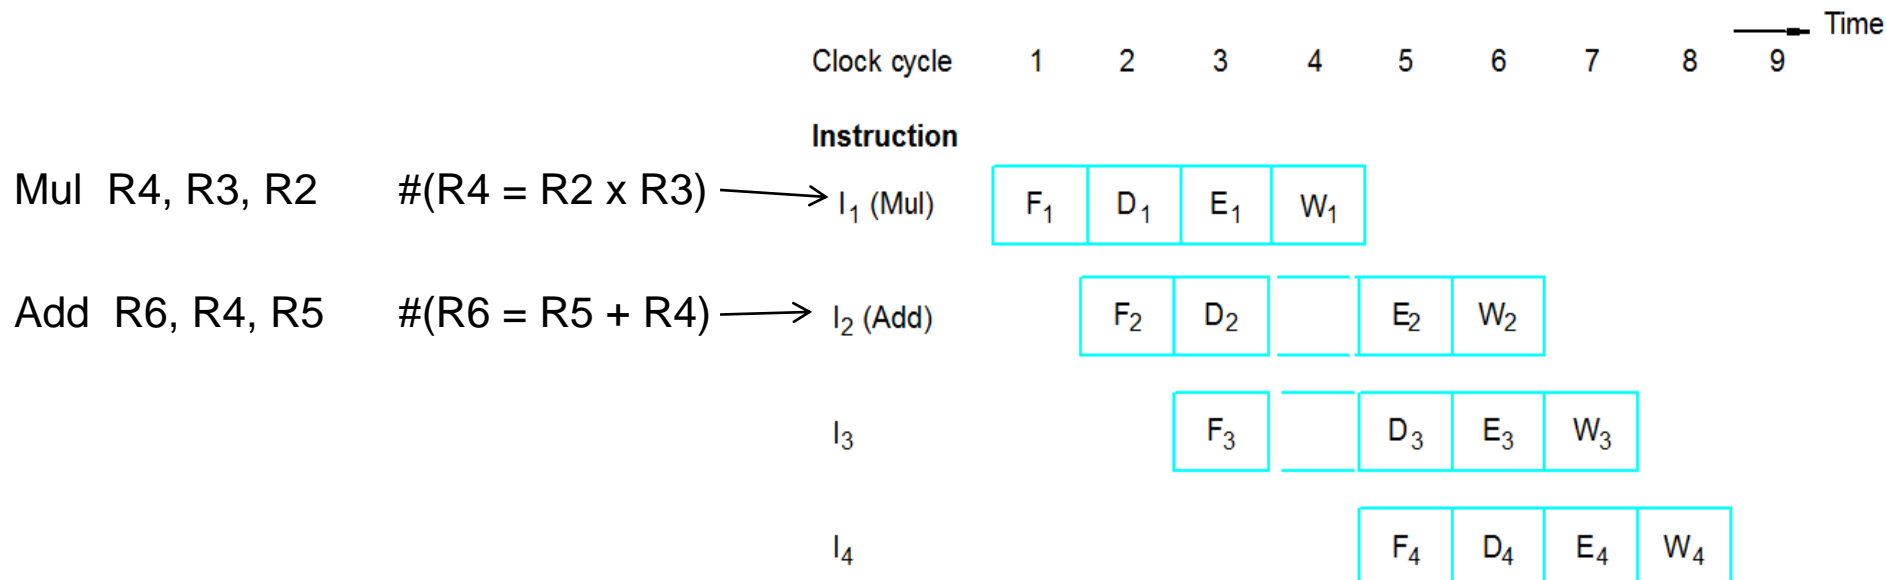 Time
Clock cycle 1 2 3 4 5 6 7 8 9
Instruction
Mul R4, R3, R2 #(R4 = R2 x R3) I1 (Mul) F1 D1 E1 W1
Add R6, R4, R5 #(R6 = R5 + R4) I2 (Add) F2 D2 E2 W2
I3 F3 D3 E3 W3
I4 F4 D4 E4 W4